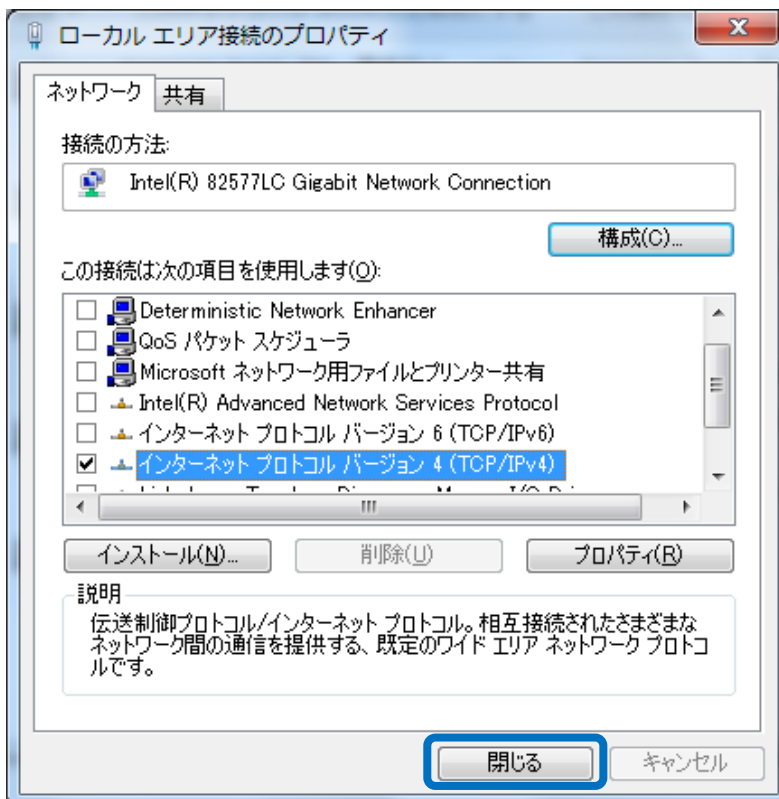 ローカル エリア接続のプロパティ
ネットワーク 共有
接続の方法:
Intel(R) 82577LC Gigabit Network Connection
構成(C)...
この接続は次の項目を使用します(O):
Deterministic Network Enhancer
QoS パケット スケジューラ
Microsoft ネットワーク用ファイルとプリンター共有
Intel(R) Advanced Network Services Protocol
インターネット プロトコル バージョン 6 (TCP/IPv6)
インターネット プロトコル バージョン 4 (TCP/IPv4)
インストール(N)... 削除(U) プロパティ(R)
説明
伝送制御プロトコル/インターネット プロトコル。相互接続されたさまざまな
ネットワーク間の通信を提供する、既定のワイド エリア ネットワーク プロトコ
ルです。
閉じる キャンセル